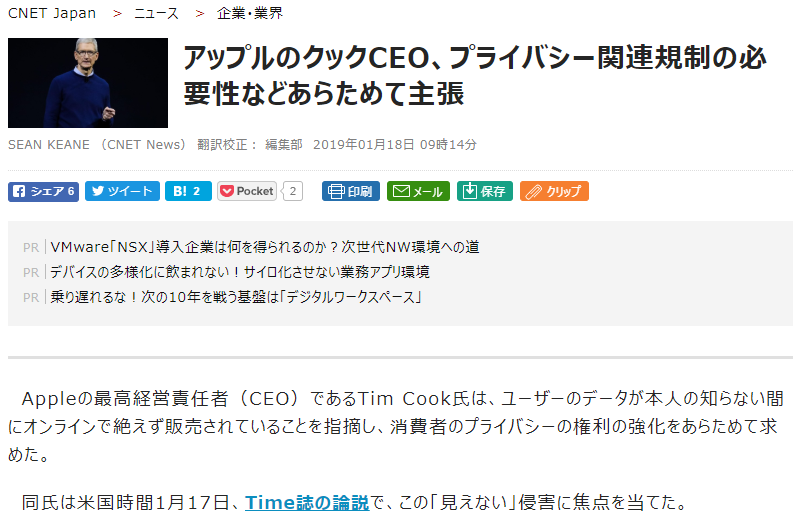 CNET Japan > ニュース > 企業・業界
アップルのクックCEO、プライバシー関連規制の必
要性などあらためて主張
SEAN KEANE （CNET News） 翻訳校正： 編集部 2019年01月18日 09時14分
シェア 6 ツイート B! 2 Pocket 2 印刷 メール 保存 クリップ
PR VMware「NSX」導入企業は何を得られるのか？次世代NW環境への道
PR デバイスの多様化に飲まれない！サイロ化させない業務アプリ環境
PR 乗り遅れるな！次の10年を戦う基盤は「デジタルワークスペース」
Appleの最高経営責任者（CEO）であるTim Cook氏は、ユーザーのデータが本人の知らない間
にオンラインで絶えず販売されていることを指摘し、消費者のプライバシーの権利の強化をあらためて求
めた。
同氏は米国時間1月17日、Time誌の論説で、この「見えない」侵害に焦点を当てた。